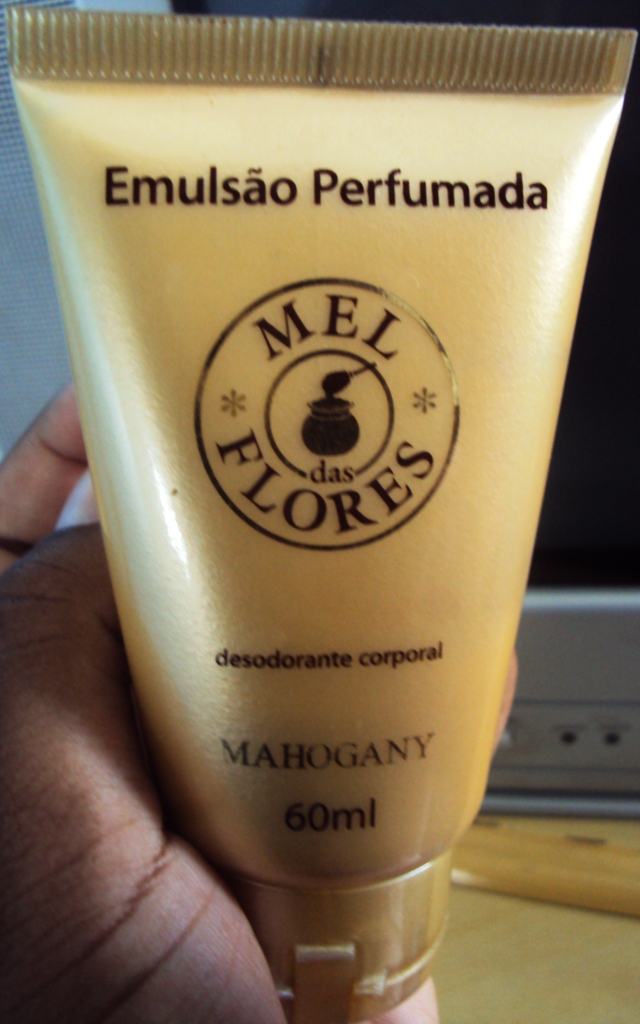 Emulsão Perfumada
MEL
das
FLORES
desodorante corporal
MAHOGANY
60ml